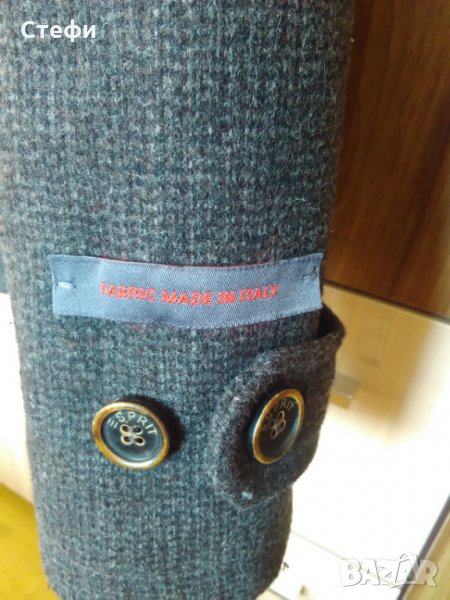 Стефи
FABRIC MADE IN ITALY
ESPRIT
ESPRIT
BAZAR